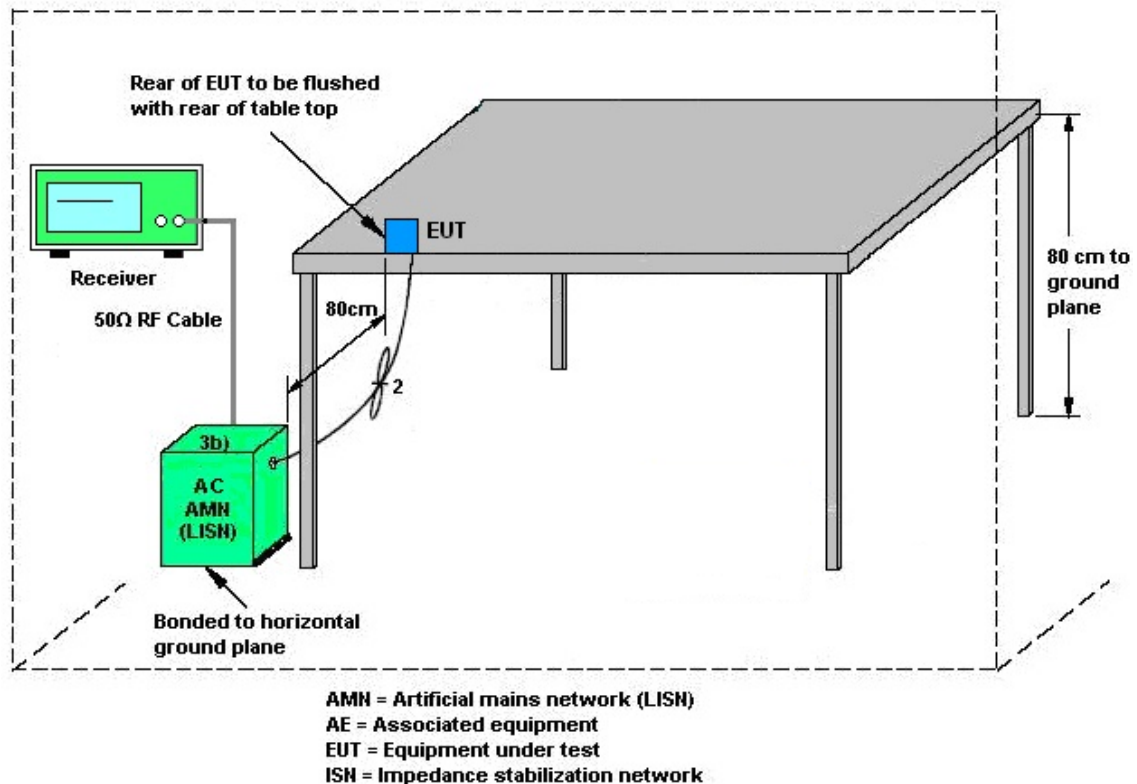 Rear of EUT to be flushed
with rear of table top
EUT
Receiver
50Ω RF Cable
80cm
80 cm to
ground
plane
2
3b)
AC
AMN
(LISN)
Bonded to horizontal
ground plane
AMN = Artificial mains network (LISN)
AE = Associated equipment
EUT = Equipment under test
ISN = Impedance stabilization network